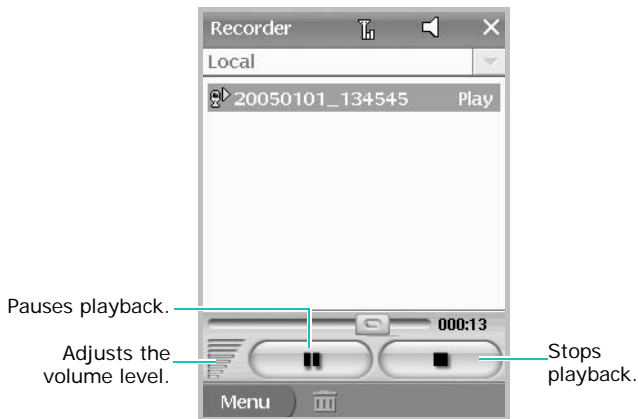 Recorder
Local
20050101_134545 Play
Pauses playback.
000:13
Adjusts the
volume level.
Stops
playback.
Menu